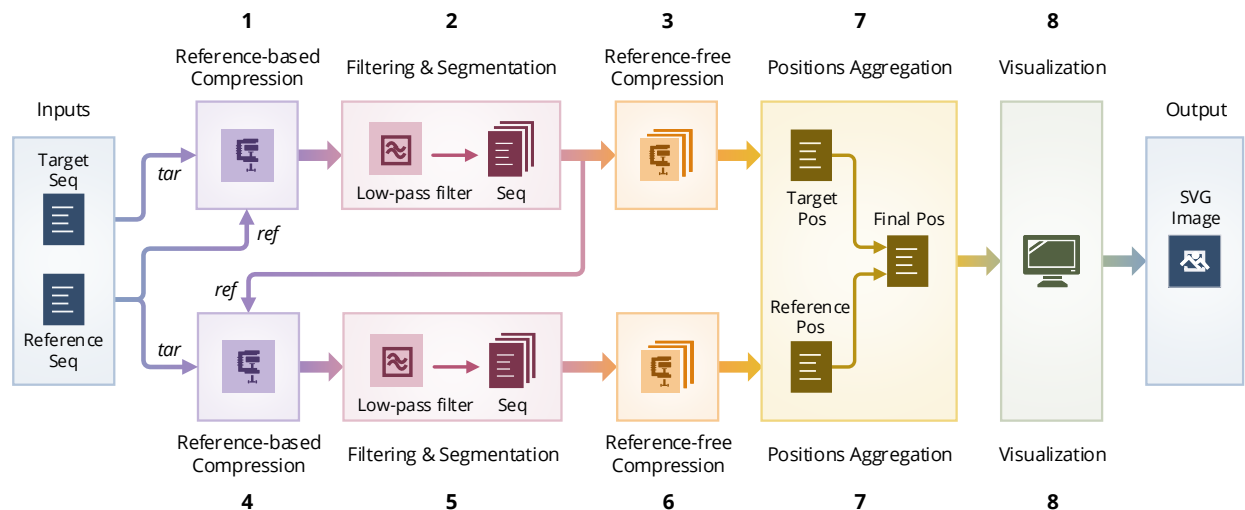 1
2
3
7
8
Reference-based
Compression
Filtering & Segmentation
Reference-free
Compression
Positions Aggregation
Visualization
Inputs
Output
Target
Seq
tar
Low-pass filter
Seq
Target
Pos
Final Pos
SVG
Image
ref
ref
Reference
Pos
Reference
Seq
tar
Low-pass filter
Seq
Reference-based
Compression
Filtering & Segmentation
Reference-free
Compression
Positions Aggregation
Visualization
4
5
6
7
8